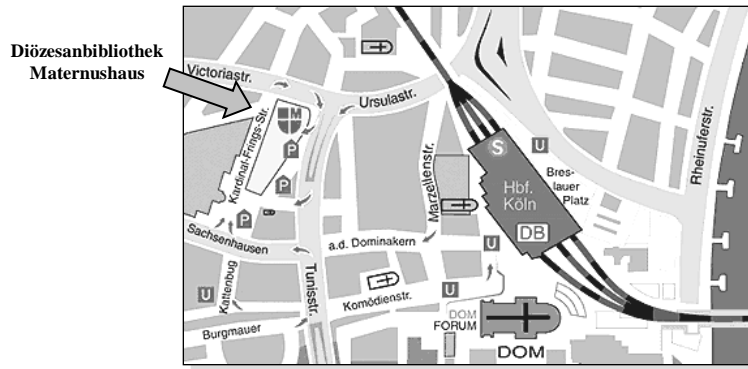 Diözesanbibliothek
Maternushaus
Victoriastr.
Ursulastr.
M
Kardinal-Frings-Str.
P
P
P
P
Sachsenhausen
Kattenbug
U
Burgmauer
Tunisstr.
a.d. Dominakern
Komödienstr.
Marzellenstr.
U
U
U
S
Hbf.
Köln
DB
Bres-
lauer
Platz
Rheinuferstr.
DOM
FORUM
DOM